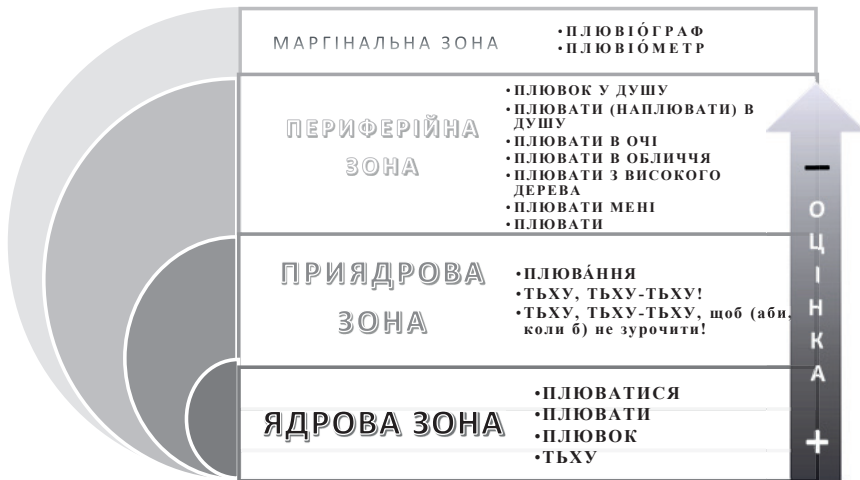 МАРГІНАЛЬНА ЗОНА
•ПЛЮВІО́ГРАФ
•ПЛЮВІО́МЕТР
ПЕРИФЕРІЙНА
ЗОНА
•ПЛЮВОК У ДУШУ
•ПЛЮВАТИ (НАПЛЮВАТИ) В
ДУШУ
•ПЛЮВАТИ В ОЧІ
•ПЛЮВАТИ В ОБЛИЧЧЯ
•ПЛЮВАТИ З ВИСОКОГО
ДЕРЕВА
•ПЛЮВАТИ МЕНІ
•ПЛЮВАТИ
ПРИЯДРОВА
ЗОНА
•ПЛЮВА́ННЯ
•ТЬХУ, ТЬХУ-ТЬХУ!
•ТЬХУ, ТЬХУ-ТЬХУ, щоб (аби,
коли б) не зурочити!
ЯДРОВА ЗОНА
•ПЛЮВАТИСЯ
•ПЛЮВАТИ
•ПЛЮВОК
•ТЬХУ
– ОЦІНКА +